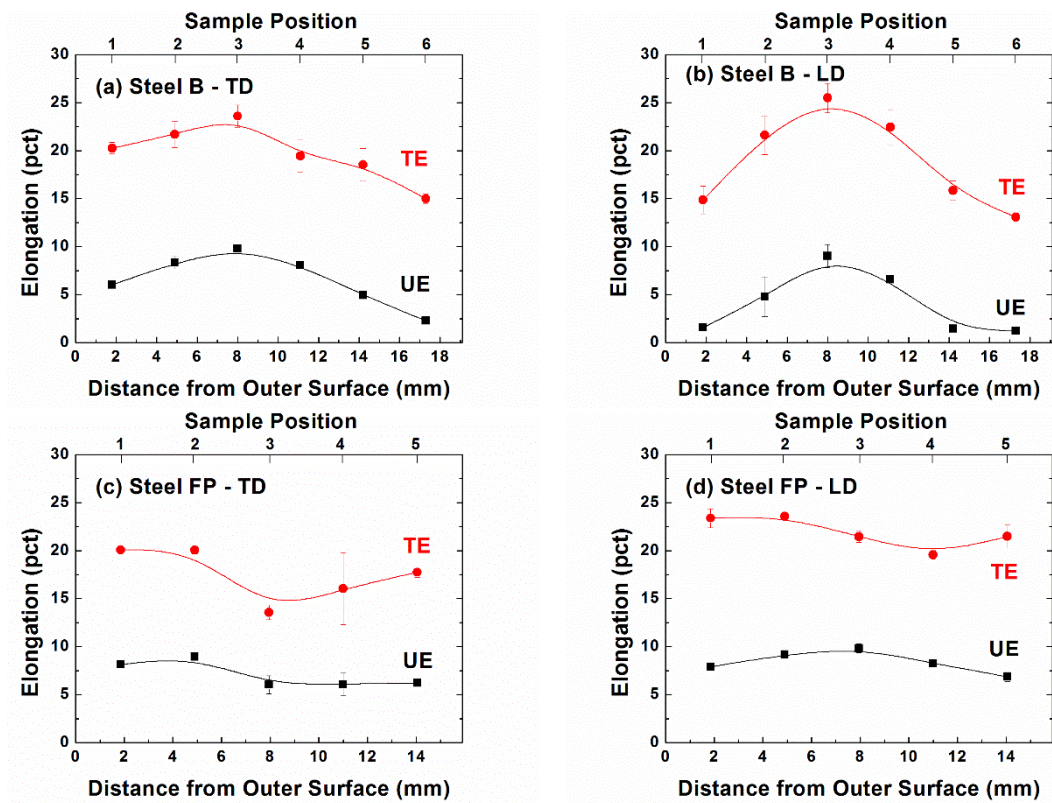 Sample Position
1 2 3 4 5 6
30
25
20
15
10
5
0
Elongation (pct)
(a) Steel B - TD
TE
UE
0 2 4 6 8 10 12 14 16 18
Distance from Outer Surface (mm)
Sample Position
1 2 3 4 5 6
30
25
20
15
10
5
0
Elongation (pct)
(b) Steel B - LD
TE
UE
0 2 4 6 8 10 12 14 16 18
Distance from Outer Surface (mm)
Sample Position
1 2 3 4 5
30
25
20
15
10
5
0
Elongation (pct)
(c) Steel FP - TD
TE
UE
0 2 4 6 8 10 12 14
Distance from Outer Surface (mm)
Sample Position
1 2 3 4 5
30
25
20
15
10
5
0
Elongation (pct)
(d) Steel FP - LD
TE
UE
0 2 4 6 8 10 12 14
Distance from Outer Surface (mm)